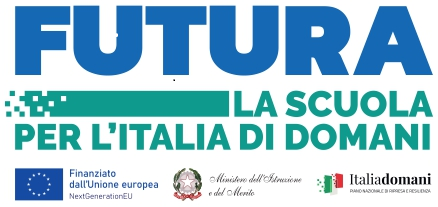 FUTURA
LA SCUOLA
PER L'ITALIA DI DOMANI
Finanziato
dall'Unione europea
NextGenerationEU
Ministero dell'Istruzione
e del Merito
Italiadomani
PIANO NAZIONALE DI RIPRESA E RESILIENZA